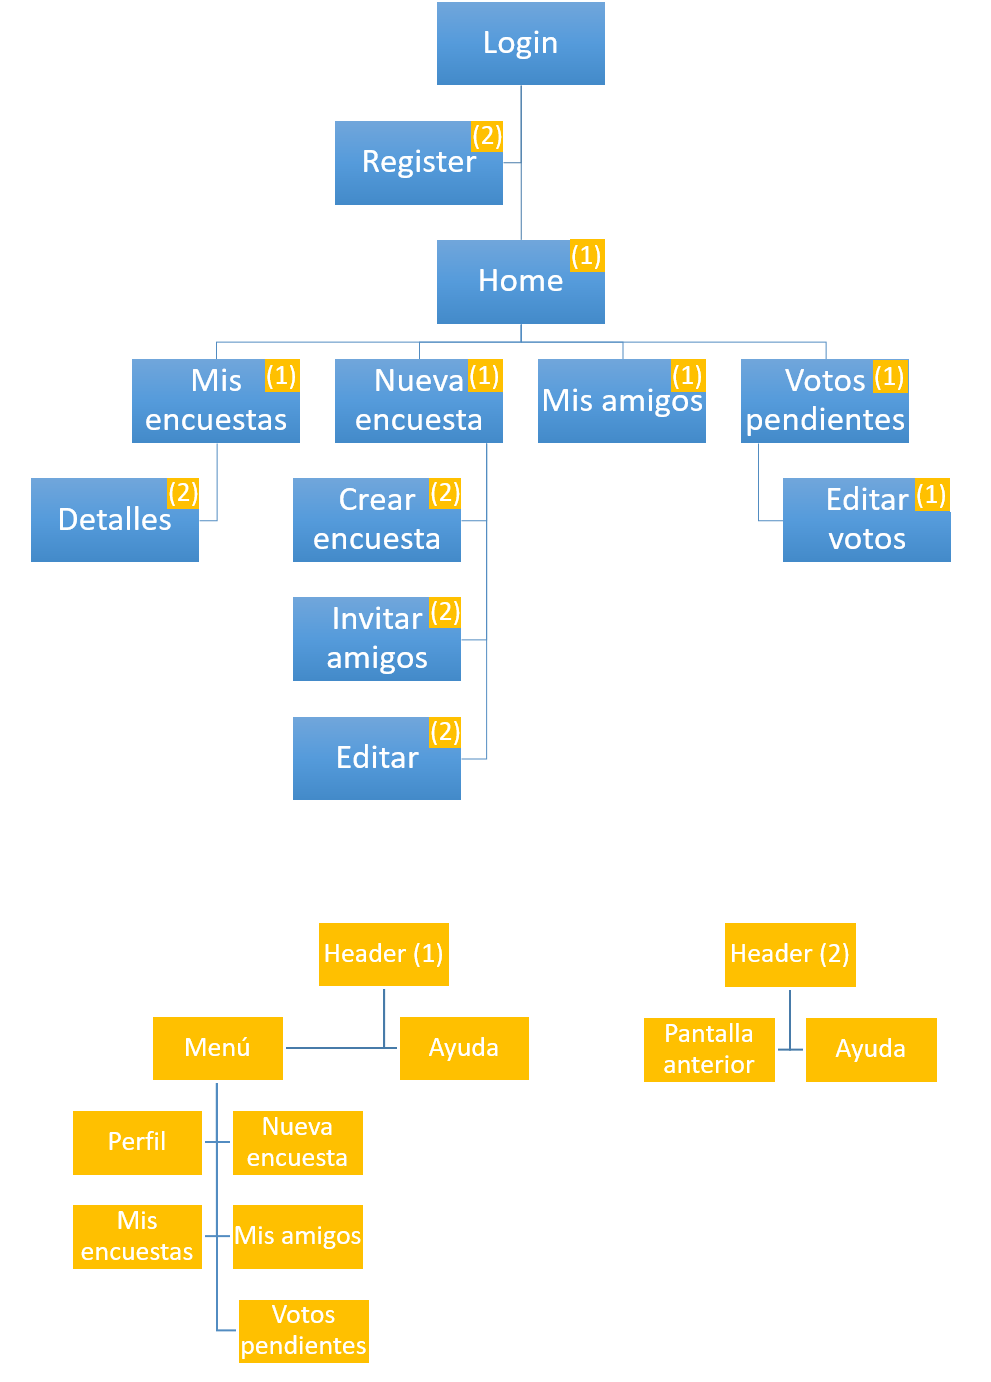 Login
Register (2)
Home (1)
Mis (1)
encuestas
Nueva (1)
encuesta
Mis amigos (1)
Votos (1)
pendientes
Detalles (2)
Crear (2)
encuesta
Editar (1)
votos
Invitar (2)
amigos
Editar (2)
Header (1)
Header (2)
Menú
Ayuda
Pantalla
anterior
Ayuda
Perfil
Nueva
encuesta
Mis
encuestas
Mis amigos
Votos
pendientes